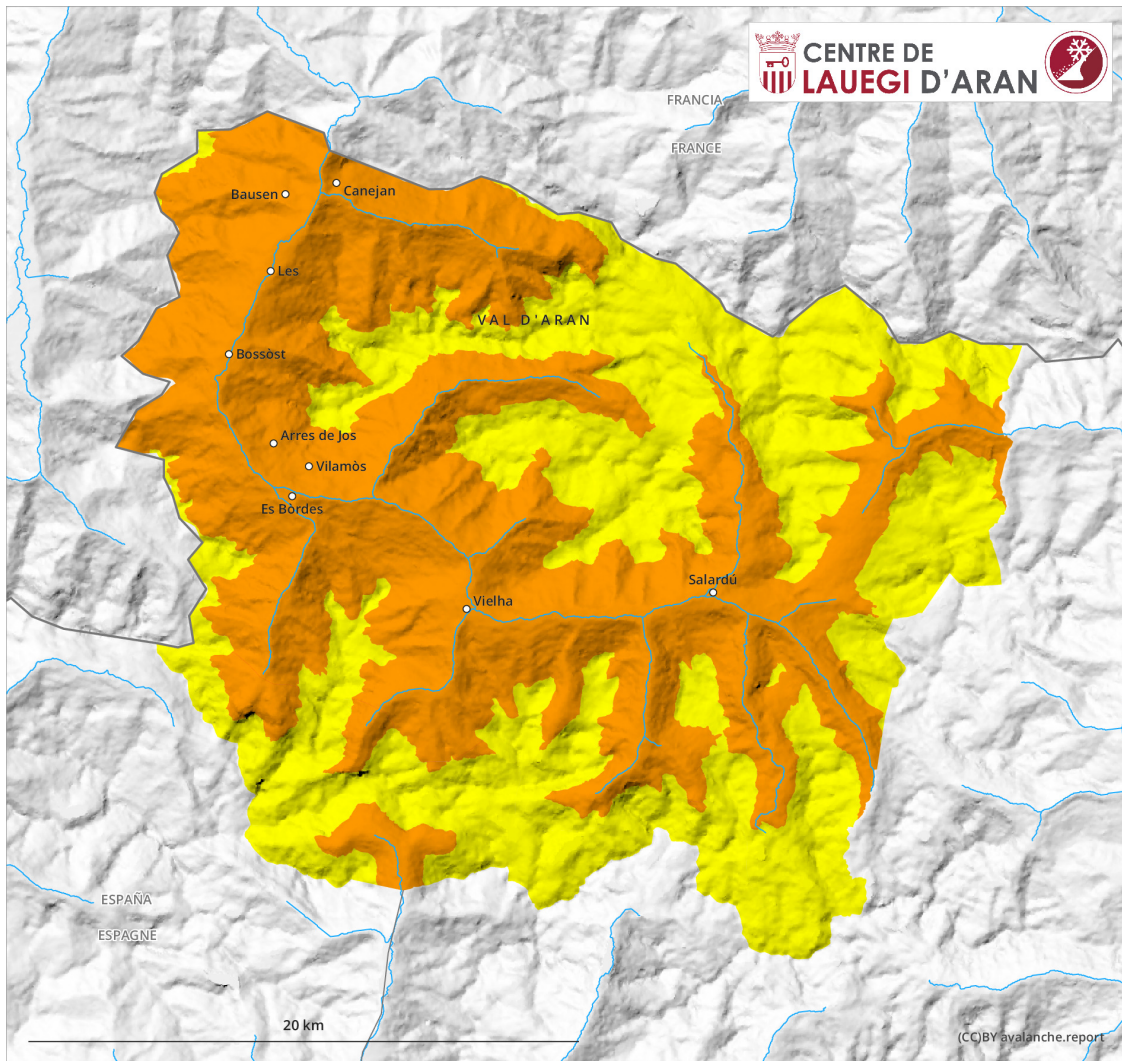 CENTRE DE
LAUEGI D'ARAN
FRANCIA
FRANCE
Canejan
Bausen
Les
VAL D'ARAN
Bossòst
Arres de Jos
Vilamòs
Es Bòrdes
Salardú
Vielha
ESPAÑA
ESPAGNE
20 km
(CC)BY avalanche.report